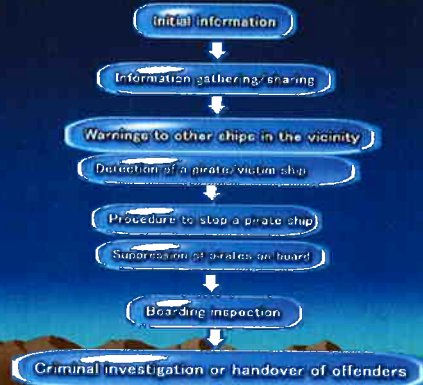 Initial information
Information gathering/sharing
Warnings to other ships in the vicinity
Detection of a pirate/victim ship
Procedure to stop a pirate ship
Suppression of pirates on board
Boarding inspection
Criminal investigation or handover of offenders